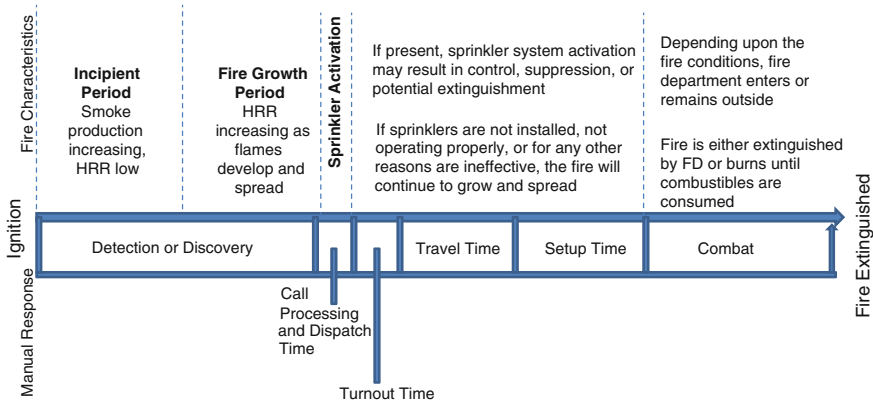 Fire Characteristics
Incipient
Period
Smoke
production
increasing,
HRR low
Fire Growth
Period
HRR
increasing as
flames
develop and
spread
Sprinkler Activation
If present, sprinkler system activation
may result in control, suppression, or
potential extinguishment
If sprinklers are not installed, not
operating properly, or for any other
reasons are ineffective, the fire will
continue to grow and spread
Depending upon the
fire conditions, fire
department enters or
remains outside
Fire is either extinguished
by FD or burns until
combustibles are
consumed
Ignition
Detection or Discovery
Travel Time
Setup Time
Combat
Fire Extinguished
Manual Response
Call
Processing
and Dispatch
Time
Turnout Time